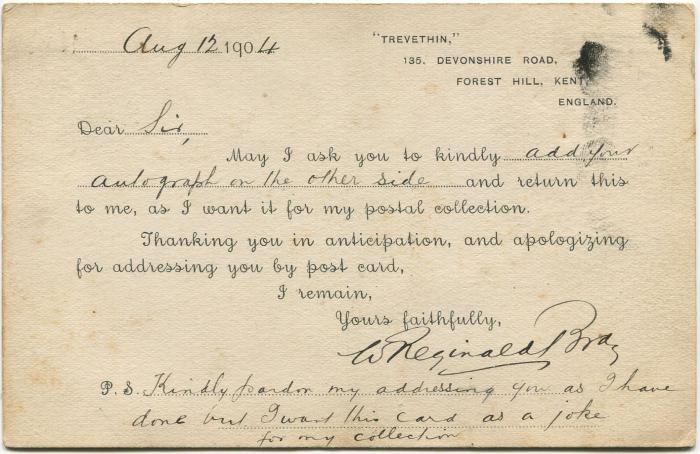 Aug 12 1904
"TREVETHIN,"
135. DEVONSHIRE ROAD,
FOREST HILL, KENT,
ENGLAND.
Dear Sir,
May I ask you to kindly add your
autograph on the other side and return this
to me, as I want it for my postal collection.
Thanking you in anticipation, and apologizing
for addressing you by post card,
I remain,
Yours faithfully,
W Reginald Bray
P.S. Kindly pardon my addressing you as I have
done but I want this card as a joke
for my collection